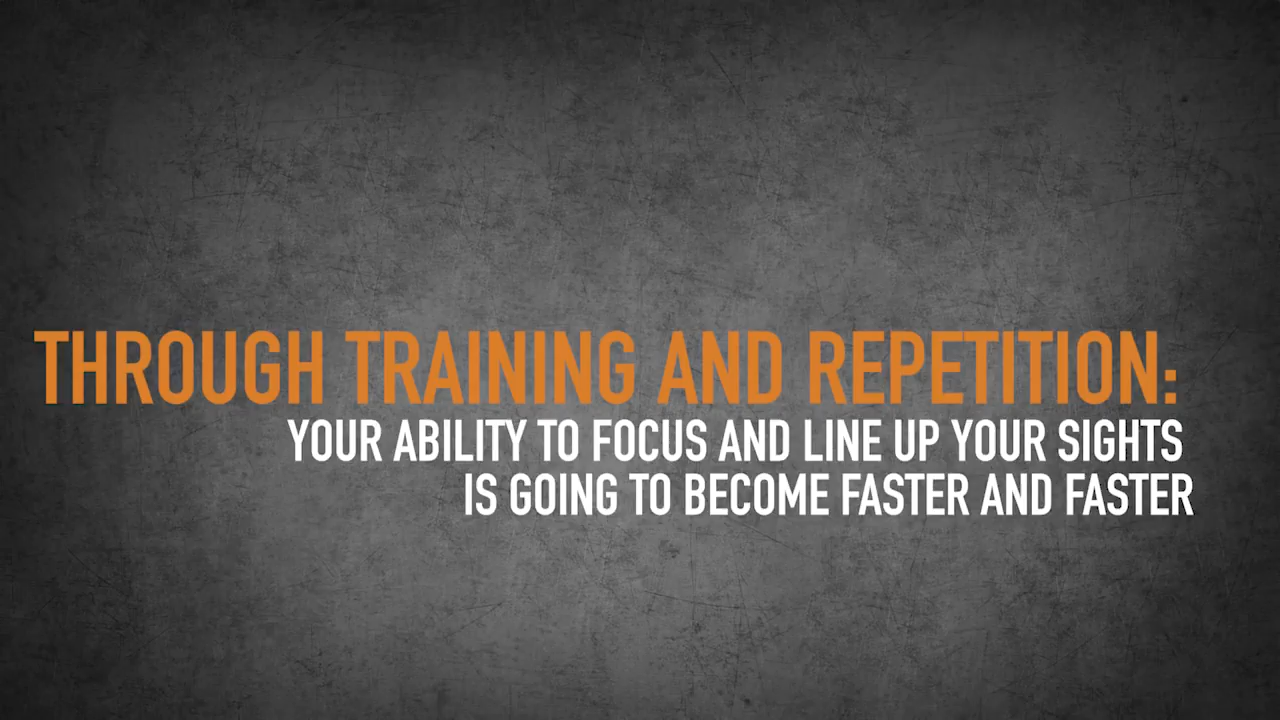 THROUGH TRAINING AND REPETITION:
YOUR ABILITY TO FOCUS AND LINE UP YOUR SIGHTS
IS GOING TO BECOME FASTER AND FASTER